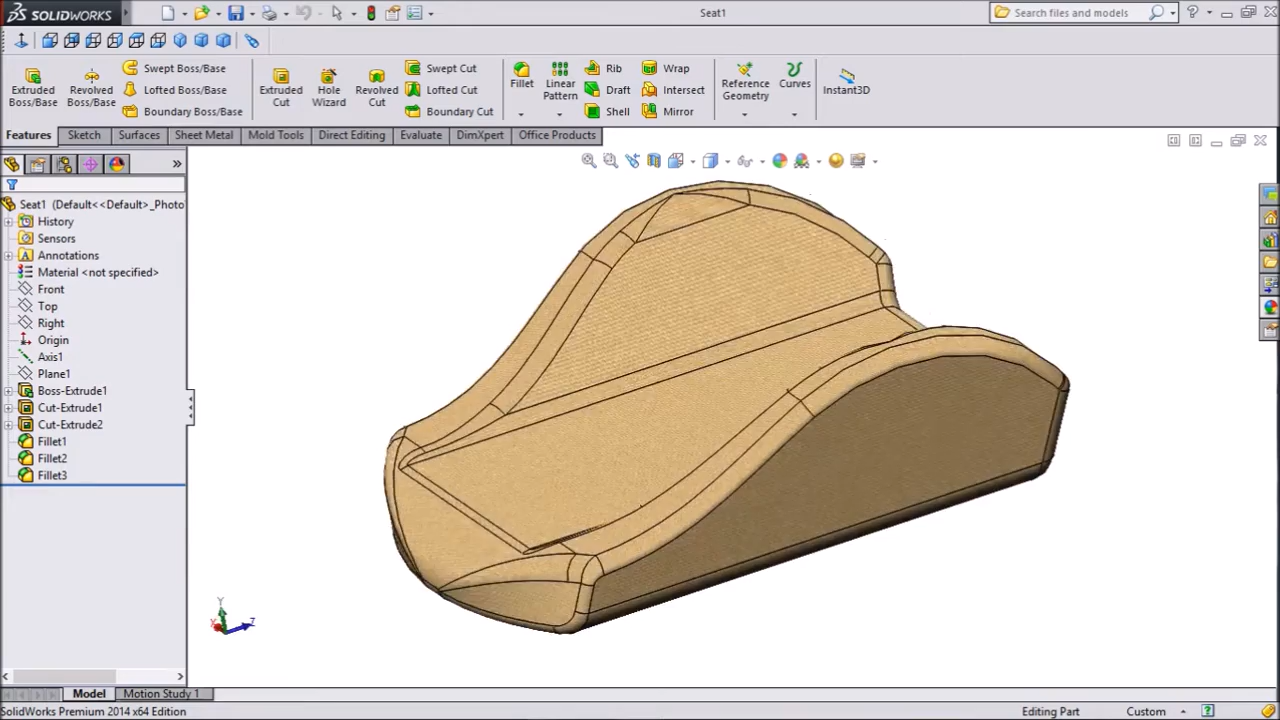 SOLIDWORKS
Seat1
Search files and models
Extruded Boss/Base
Revolved Boss/Base
Swept Boss/Base
Lofted Boss/Base
Boundary Boss/Base
Extruded Cut
Hole Wizard
Revolved Cut
Swept Cut
Lofted Cut
Boundary Cut
Fillet
Linear Pattern
Rib
Draft
Shell
Wrap
Intersect
Mirror
Reference Geometry
Curves
Instant3D
Features
Sketch
Surfaces
Sheet Metal
Mold Tools
Direct Editing
Evaluate
DimXpert
Office Products
Seat1 (Default<<Default>_Photo
History
Sensors
Annotations
Material <not specified>
Front
Top
Right
Origin
Axis1
Plane1
Boss-Extrude1
Cut-Extrude1
Cut-Extrude2
Fillet1
Fillet2
Fillet3
Y
X
Z
Model
Motion Study 1
SolidWorks Premium 2014 x64 Edition
Editing Part
Custom